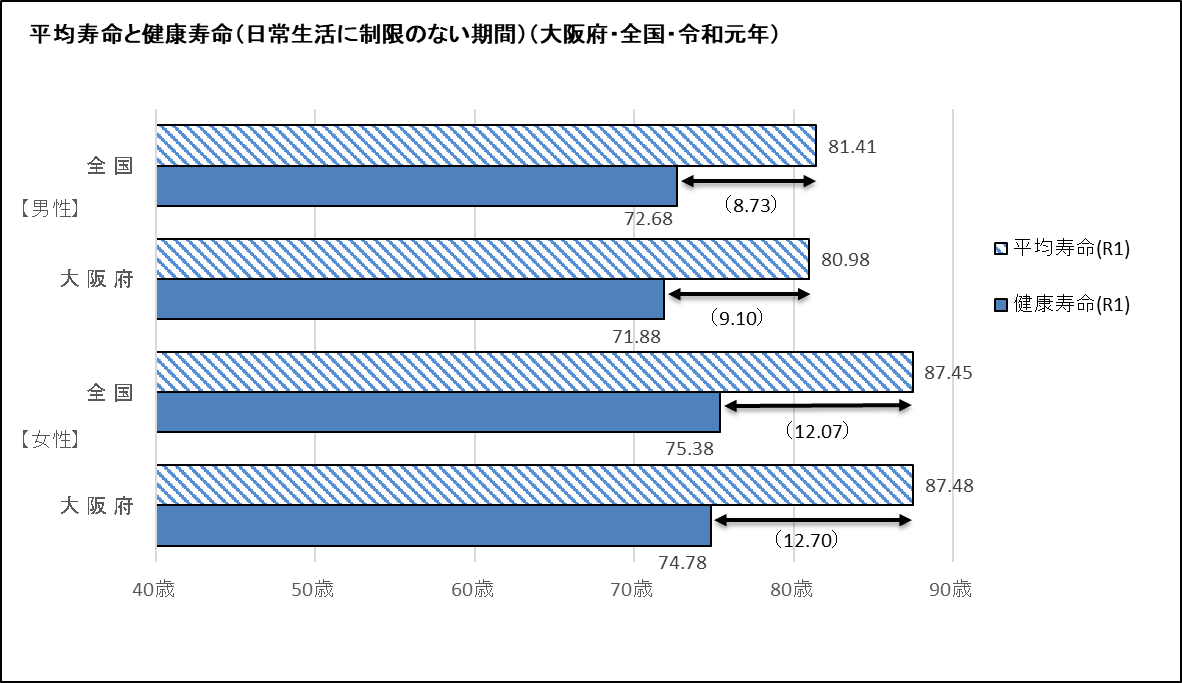 平均寿命と健康寿命（日常生活に制限のない期間）（大阪府・全国・令和元年）
全国
81.41
72.68
（8.73）
【男性】
大阪府
80.98
71.88
（9.10）
全国
87.45
75.38
（12.07）
【女性】
大阪府
87.48
74.78
（12.70）
40歳 50歳 60歳 70歳 80歳 90歳
平均寿命(R1)
健康寿命(R1)